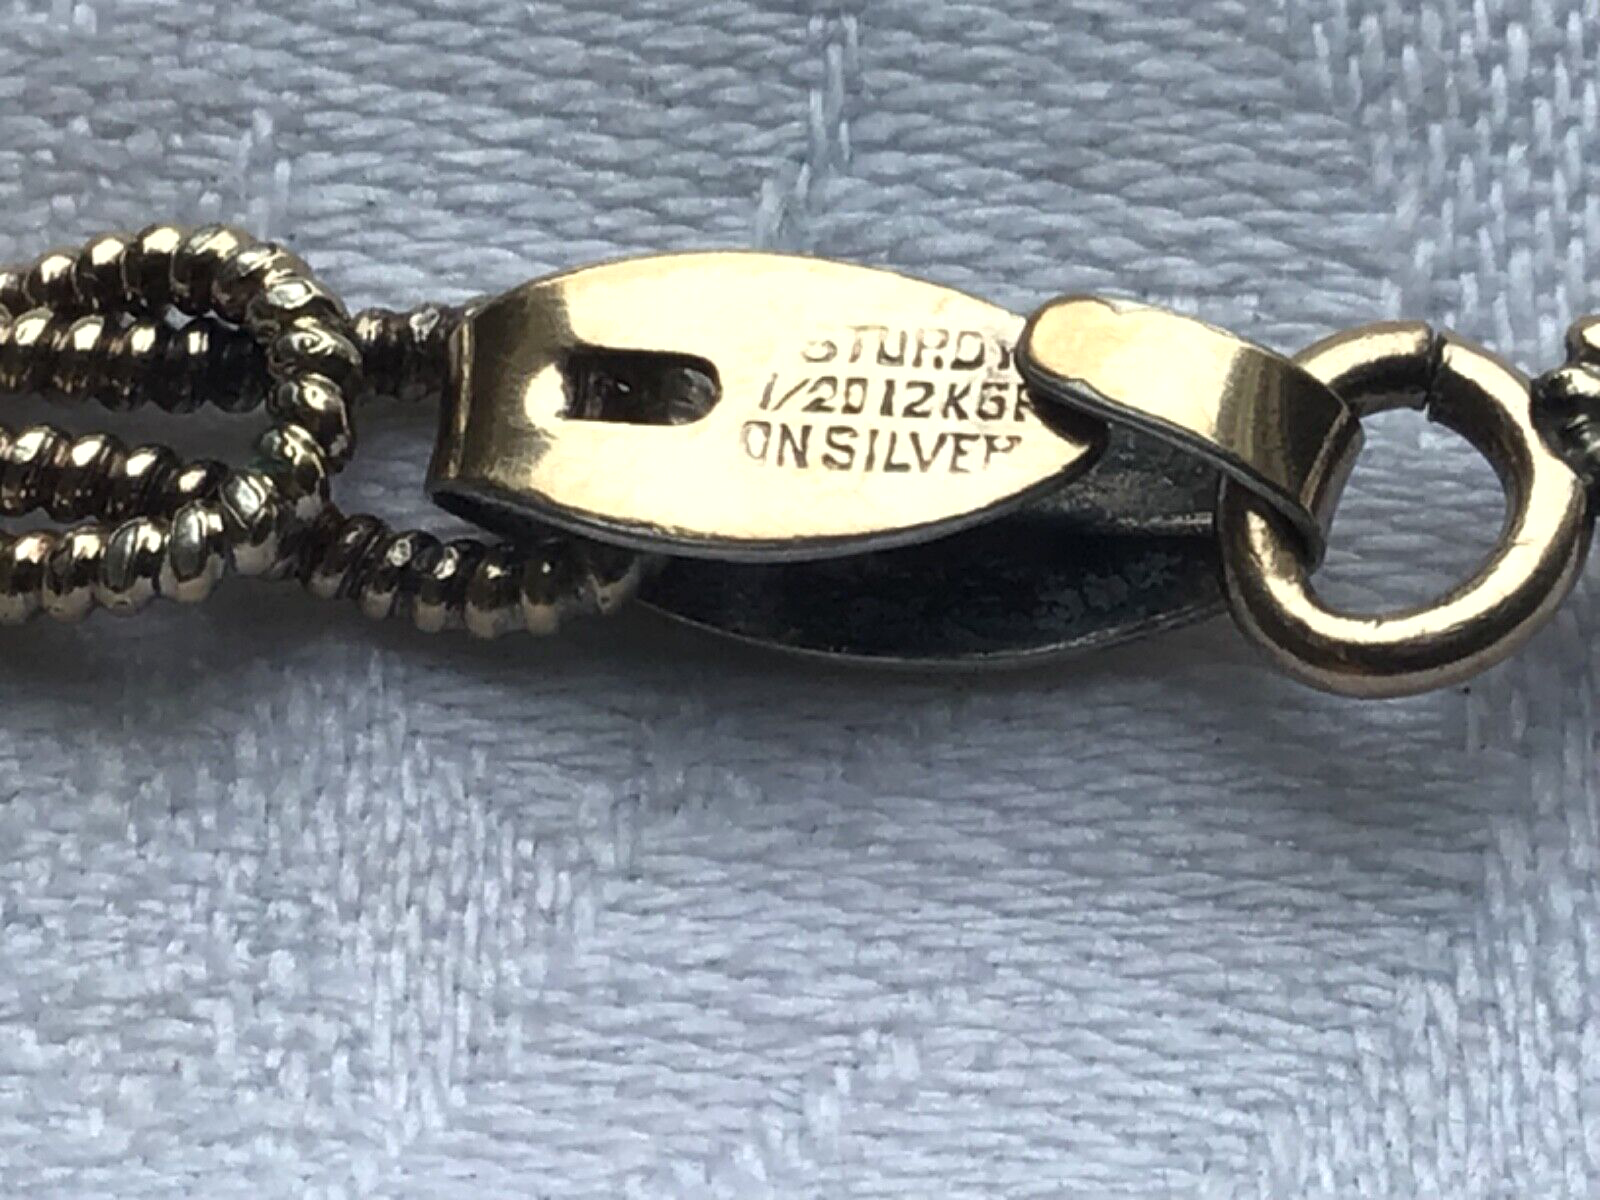 STURDY
1/20 12KGF
ON SILVER